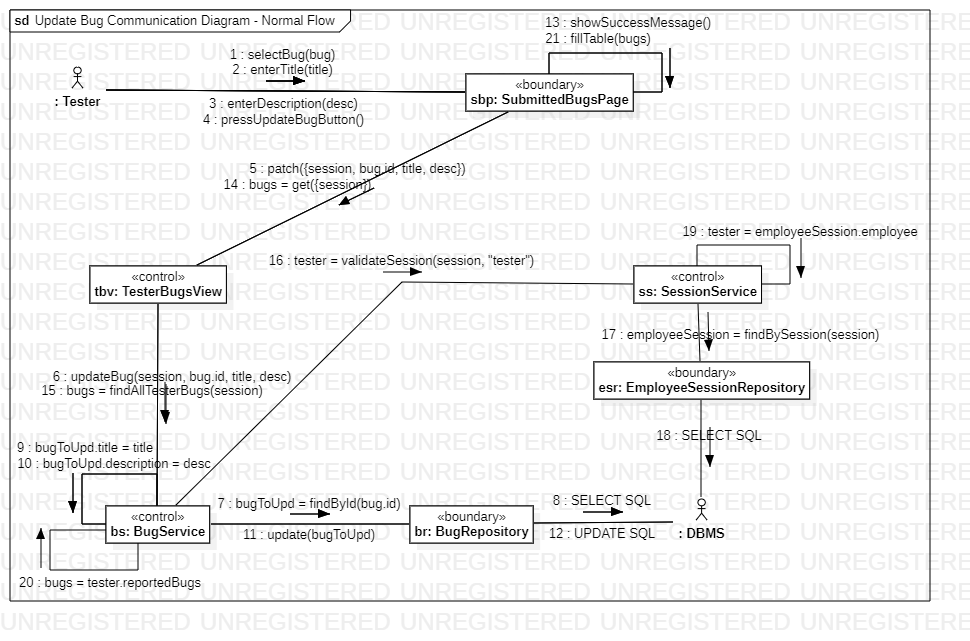 sd Update Bug Communication Diagram - Normal Flow
13 : showSuccessMessage()
21 : fillTable(bugs)
1 : selectBug(bug)
2 : enterTitle(title)
: Tester
«boundary»
sbp: SubmittedBugsPage
3 : enterDescription(desc)
4 : pressUpdateBugButton()
5 : patch({session, bug.id, title, desc})
14 : bugs = get({session})
19 : tester = employeeSession.employee
16 : tester = validateSession(session, "tester")
«control»
tbv: TesterBugsView
«control»
ss: SessionService
17 : employeeSession = findBySession(session)
«boundary»
esr: EmployeeSessionRepository
6 : updateBug(session, bug.id, title, desc)
15 : bugs = findAllTesterBugs(session)
18 : SELECT SQL
9 : bugToUpd.title = title
10 : bugToUpd.description = desc
7 : bugToUpd = findById(bug.id)
8 : SELECT SQL
«control»
bs: BugService
«boundary»
br: BugRepository
11 : update(bugToUpd)
12 : UPDATE SQL
: DBMS
20 : bugs = tester.reportedBugs
UNREGISTERED